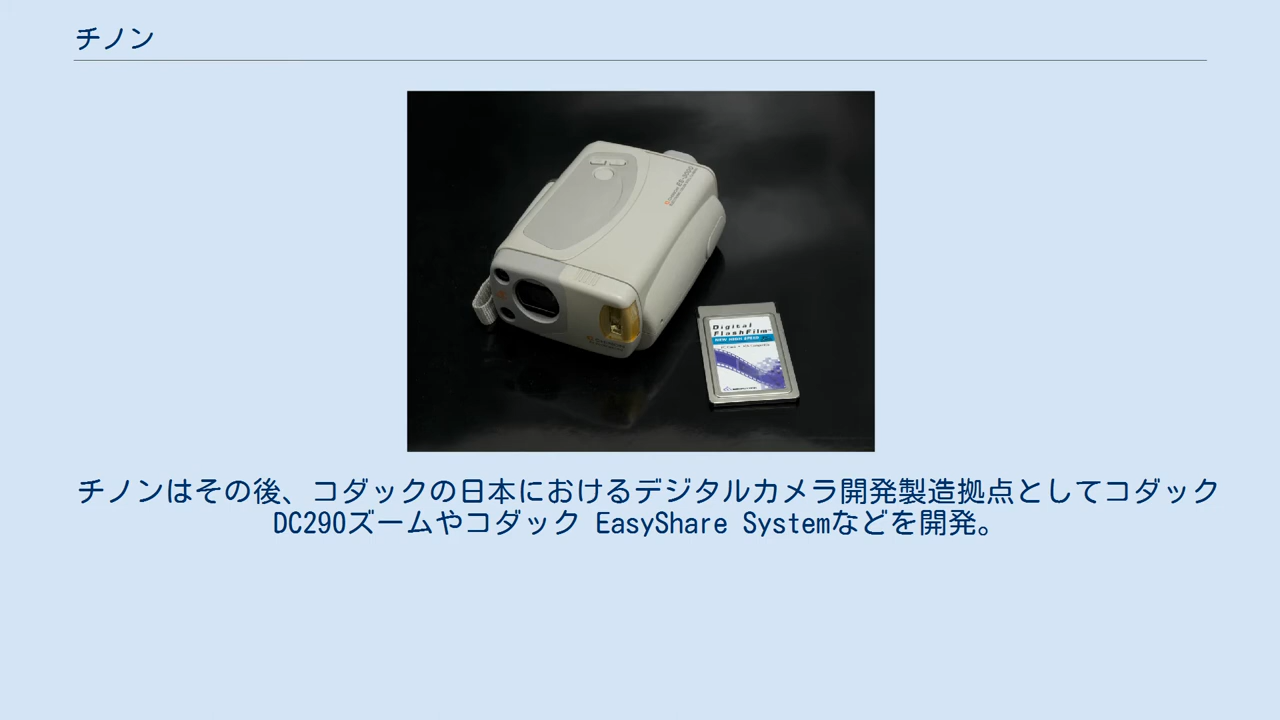 チノン
ES-3000
Digital
FlashFilm™
チノンはその後、コダックの日本におけるデジタルカメラ開発製造拠点としてコダック
DC290ズームやコダック EasyShare Systemなどを開発。